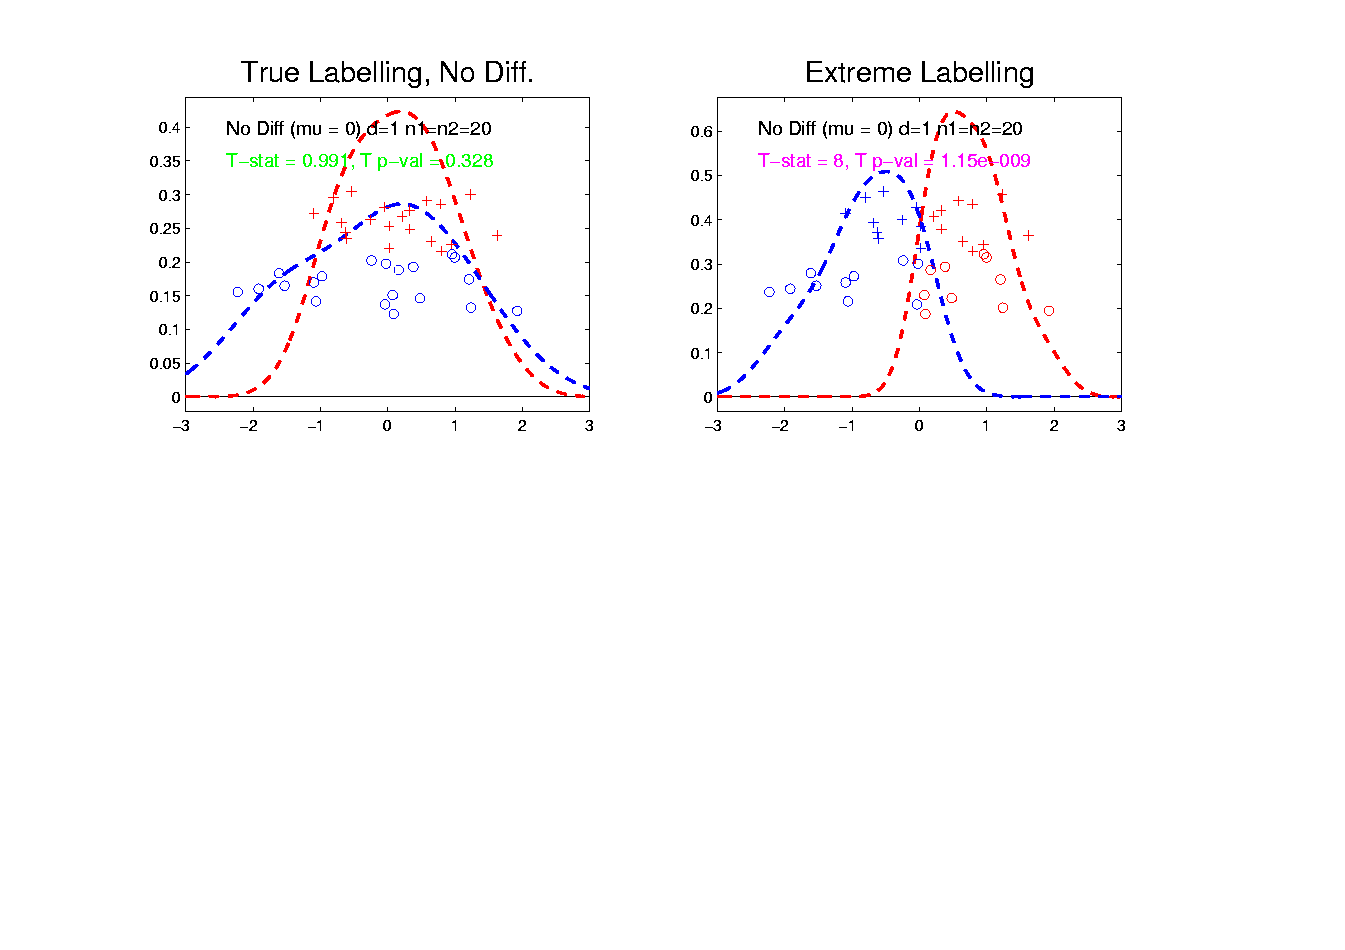 True Labelling, No Diff.
No Diff (mu = 0) d=1 n1=n2=20
T-stat = 0.991, T p-val = 0.328
0.4
0.35
0.3
0.25
0.2
0.15
0.1
0.05
0
-3 -2 -1 0 1 2 3
Extreme Labelling
No Diff (mu = 0) d=1 n1=n2=20
T-stat = 8, T p-val = 1.15e-009
0.6
0.5
0.4
0.3
0.2
0.1
0
-3 -2 -1 0 1 2 3